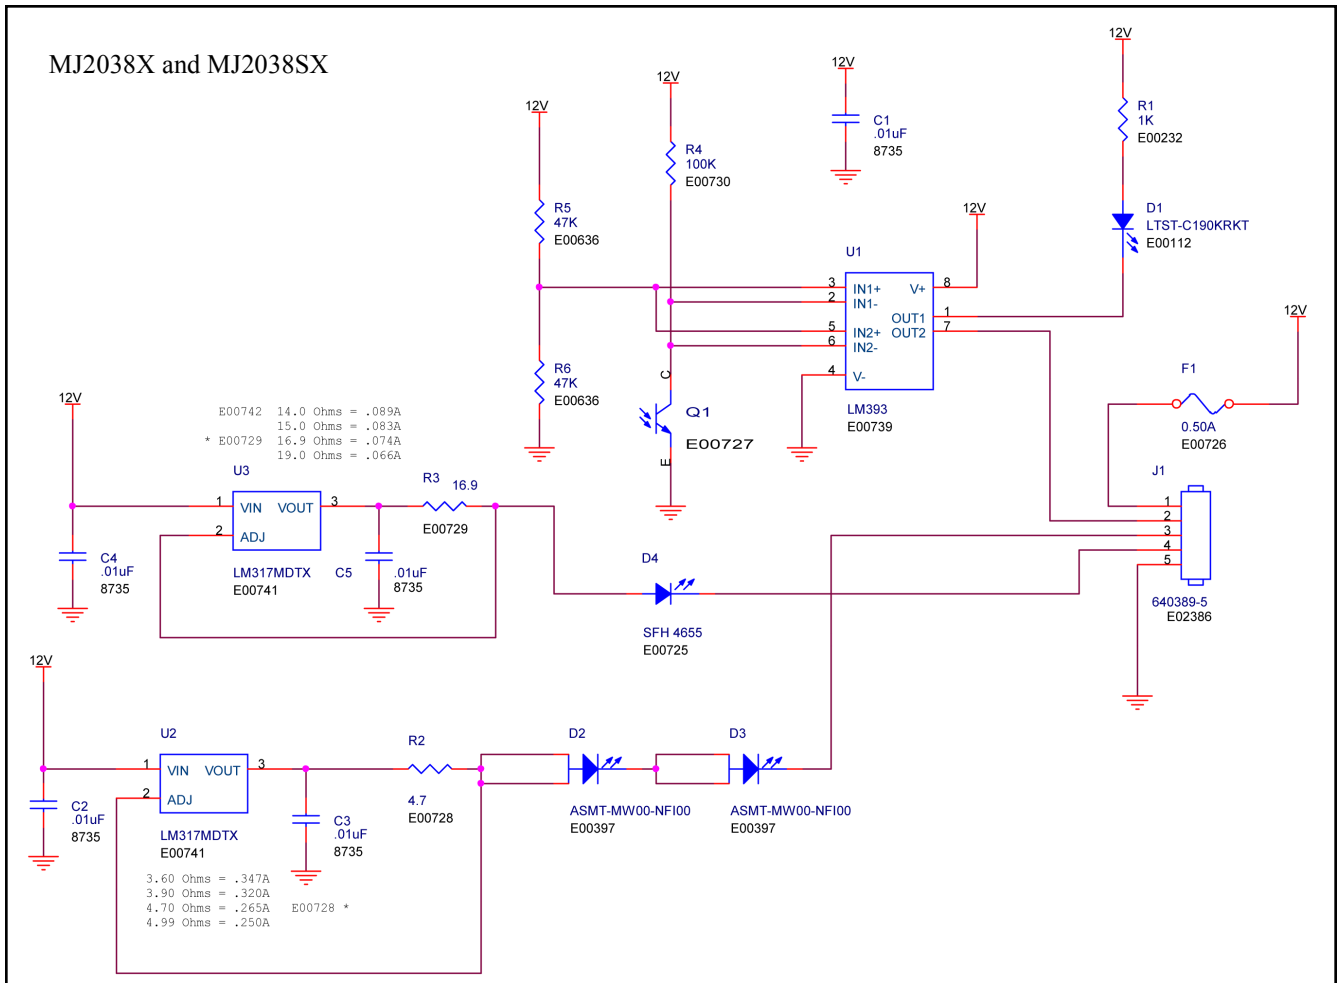 MJ2038X and MJ2038SX
12V
R1
1K
E00232
12V
C1
.01uF
8735
12V
R4
100K
E00730
12V
R5
47K
E00636
D1
LTST-C190KRKT
E00112
12V
U1
3 IN1+ V+ 8
2 IN1-
OUT1 1
5 IN2+ OUT2 7
6 IN2-
4 V-
LM393
E00739
R6
47K
E00636
C
Q1
E00727
E
12V
F1
0.50A
E00726
J1
1
2
3
4
5
640389-5
E02386
12V
E00742 14.0 Ohms = .089A
15.0 Ohms = .083A
* E00729 16.9 Ohms = .074A
19.0 Ohms = .066A
U3
1 VIN VOUT 3
2 ADJ
LM317MDTX
E00741
R3
16.9
E00729
C4
.01uF
8735
C5
.01uF
8735
D4
SFH 4655
E00725
12V
U2
1 VIN VOUT 3
2 ADJ
LM317MDTX
E00741
R2
4.7
E00728
C2
.01uF
8735
C3
.01uF
8735
D2
ASMT-MW00-NFI00
E00397
D3
ASMT-MW00-NFI00
E00397
3.60 Ohms = .347A
3.90 Ohms = .320A
4.70 Ohms = .265A E00728 *
4.99 Ohms = .250A